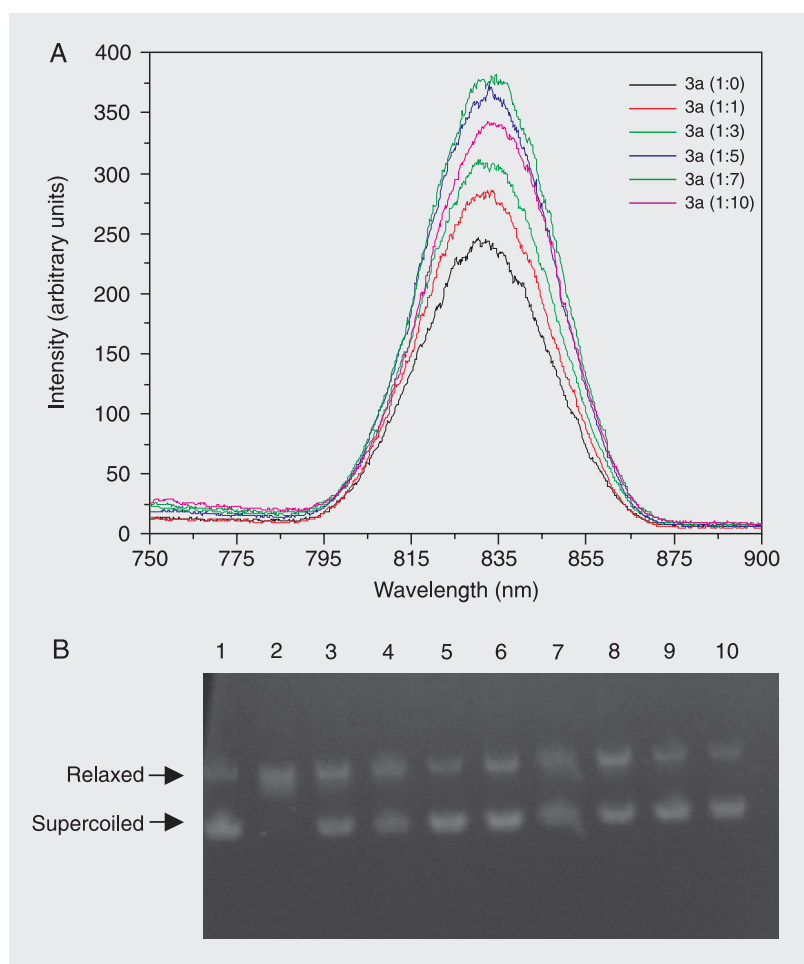 A
400
350
300
250
200
150
100
50
0
Intensity (arbitrary units)
3a (1:0)
3a (1:1)
3a (1:3)
3a (1:5)
3a (1:7)
3a (1:10)
750 775 795 815 835 855 875 900
Wavelength (nm)
B
1 2 3 4 5 6 7 8 9 10
Relaxed
Supercoiled